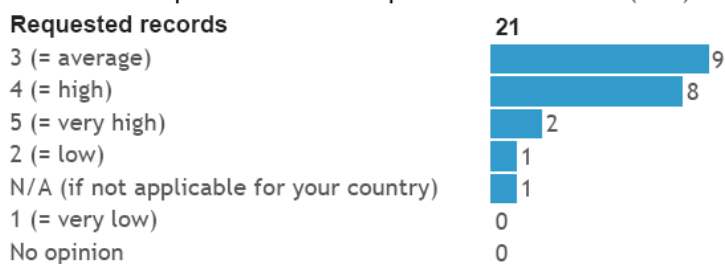 Requested records 21
3 (= average) 9
4 (= high) 8
5 (= very high) 2
2 (= low) 1
N/A (if not applicable for your country) 1
1 (= very low) 0
No opinion 0